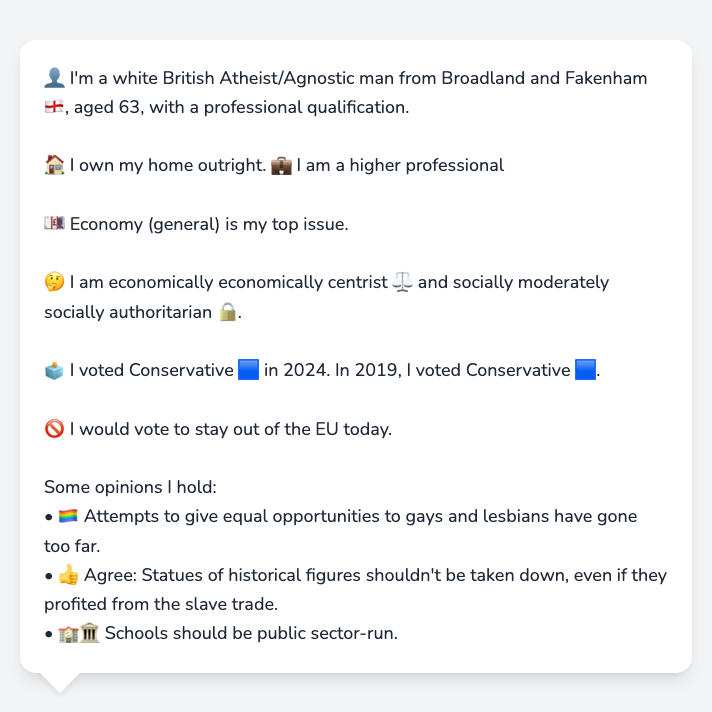 👤 I'm a white British Atheist/Agnostic man from Broadland and Fakenham
🏴󠁧󠁢󠁥󠁮󠁧󠁿, aged 63, with a professional qualification.
🏠 I own my home outright. 💼 I am a higher professional
💷 Economy (general) is my top issue.
🤔 I am economically economically centrist ⚖️ and socially moderately
socially authoritarian 🔒.
🗳️ I voted Conservative 🟦 in 2024. In 2019, I voted Conservative 🟦.
🚫 I would vote to stay out of the EU today.
Some opinions I hold:
• 🏳️‍🌈 Attempts to give equal opportunities to gays and lesbians have gone
too far.
• 👍 Agree: Statues of historical figures shouldn't be taken down, even if they
profited from the slave trade.
• 🏫🏛️ Schools should be public sector-run.